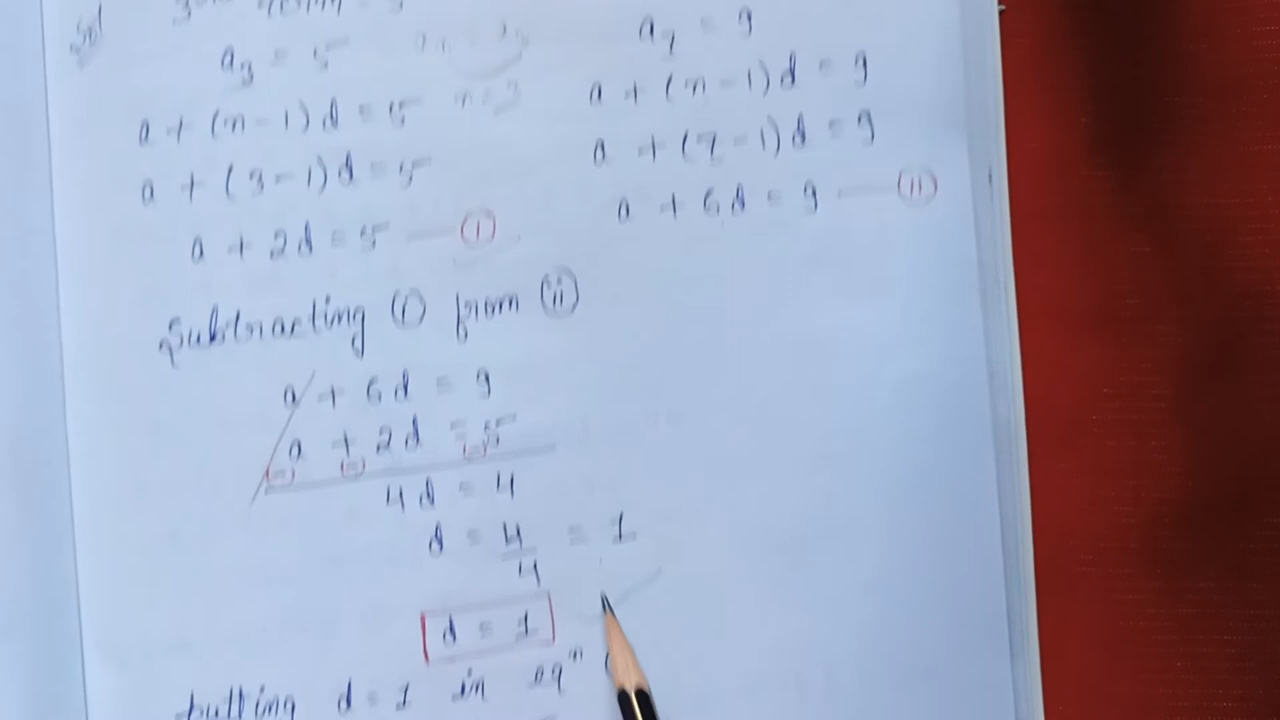 Sol
a₃ = 5
a + (n - 1)d = 5
a + (3 - 1)d = 5
a + 2d = 5 — (i)
a₇ = 9
a + (n - 1)d = 9
a + (7 - 1)d = 9
a + 6d = 9 — (ii)
Subtracting (i) from (ii)
a + 6d = 9
a + 2d = 5
(-) (-) (-)
4d = 4
d = 4/4 = 1
d = 1
putting d = 1 in eqⁿ (